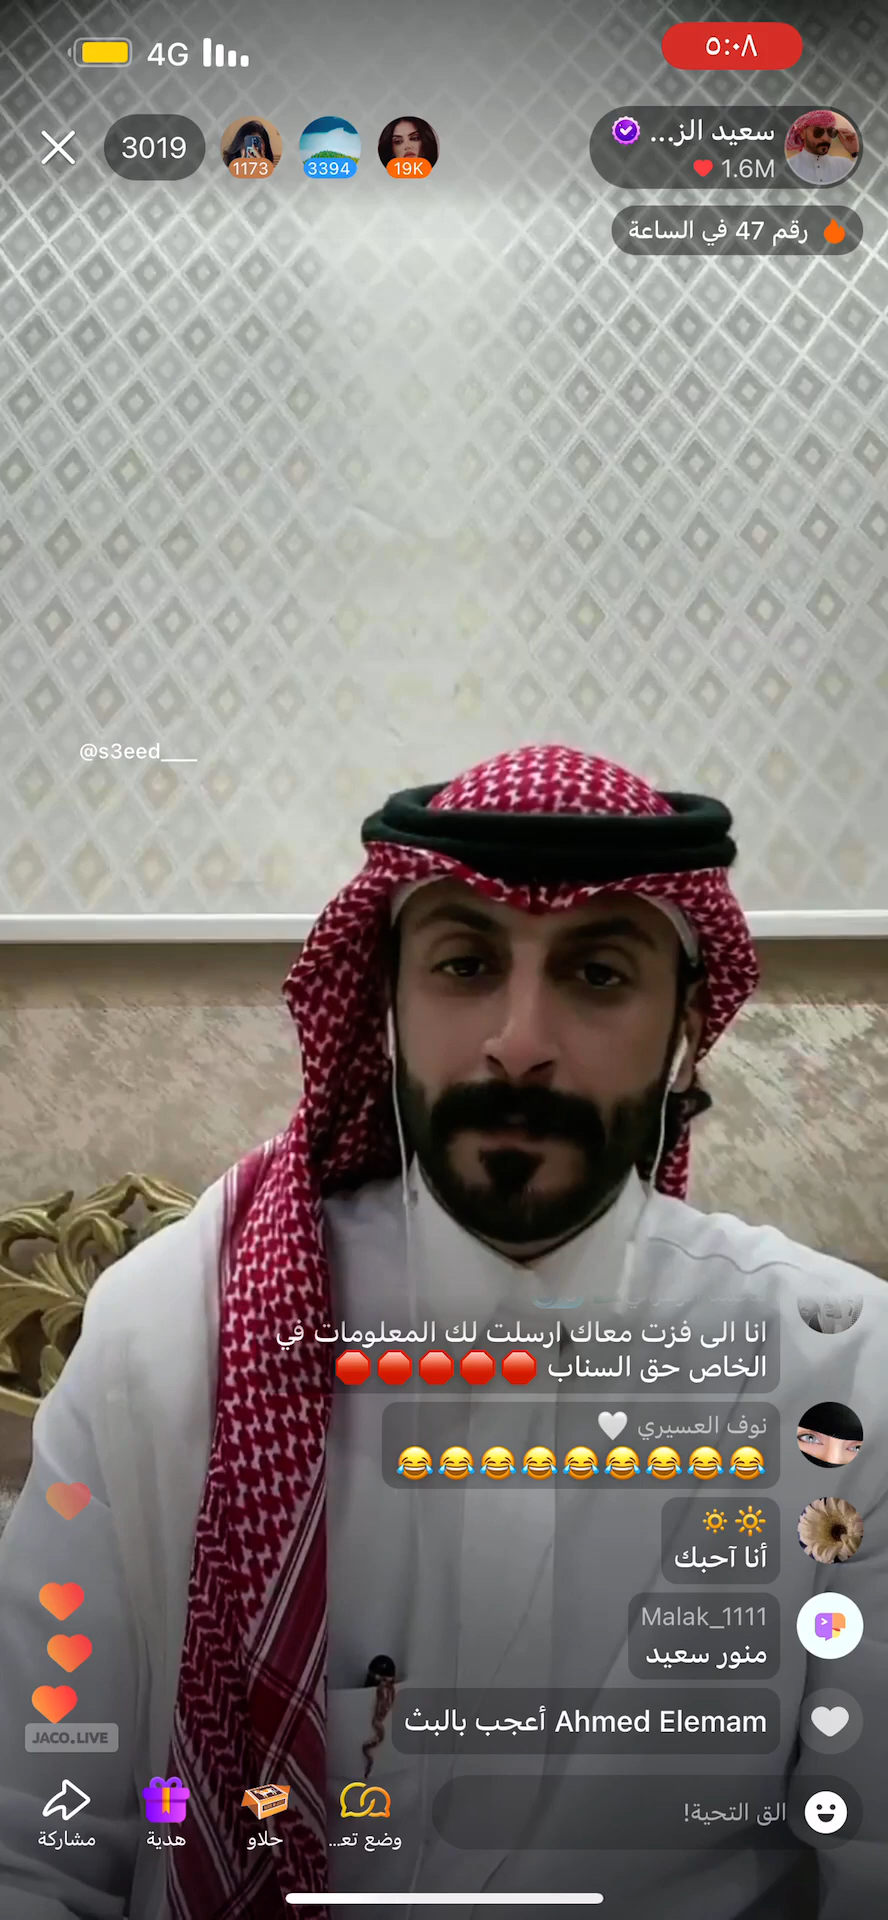 4G
٥:٠٨
3019
1173
3394
19K
سعيد الز...
1.6M
رقم 47 في الساعة
@s3eed___
انا الى فزت معاك ارسلت لك المعلومات في
الخاص حق السناب 🛑🛑🛑🛑🛑
نوف العسيري 🤍
😂😂😂😂😂😂😂😂😂
🔆🔅
أنا آحبك
Malak_1111
منور سعيد
Ahmed Elemam أعجب بالبث
JACO.LIVE
الق التحية!
وضع تعـ...
حلاو
هدية
مشاركة